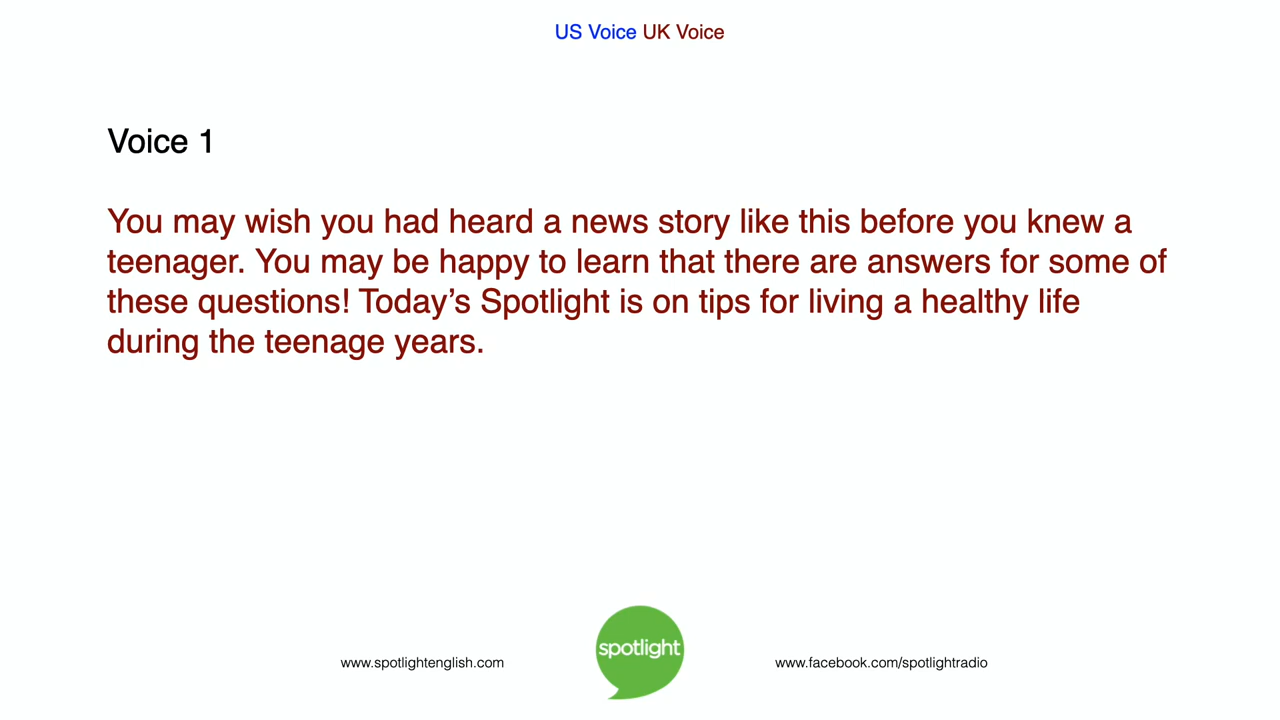 US Voice UK Voice
Voice 1
You may wish you had heard a news story like this before you knew a
teenager. You may be happy to learn that there are answers for some of
these questions! Today’s Spotlight is on tips for living a healthy life
during the teenage years.
spotlight
www.spotlightenglish.com
www.facebook.com/spotlightradio